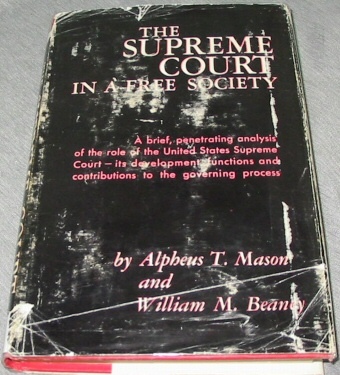 THE
SUPREME
COURT
IN A FREE SOCIETY
A brief, penetrating analysis
of the role of the United States Supreme
Court—its development, functions and
contributions to the governing process
by Alpheus T. Mason
and
William M. Beaney